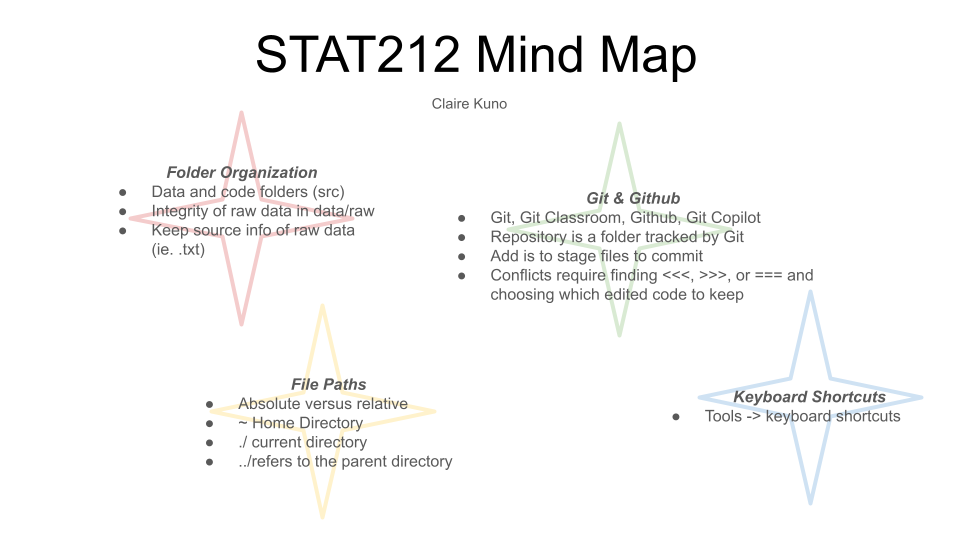 STAT212 Mind Map
Claire Kuno
Folder Organization
● Data and code folders (src)
● Integrity of raw data in data/raw
● Keep source info of raw data
(ie. .txt)
Git & Github
● Git, Git Classroom, Github, Git Copilot
● Repository is a folder tracked by Git
● Add is to stage files to commit
● Conflicts require finding <<<, >>>, or === and
choosing which edited code to keep
File Paths
● Absolute versus relative
● ~ Home Directory
● ./ current directory
● ../refers to the parent directory
Keyboard Shortcuts
● Tools -> keyboard shortcuts